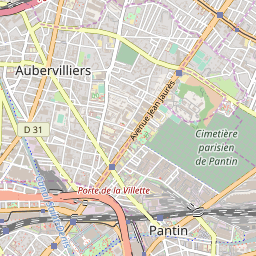 Aubervilliers
Avenue Jean Jaurès
D 31
Cimetière
parisien
de Pantin
Porte de la Villette
Pantin